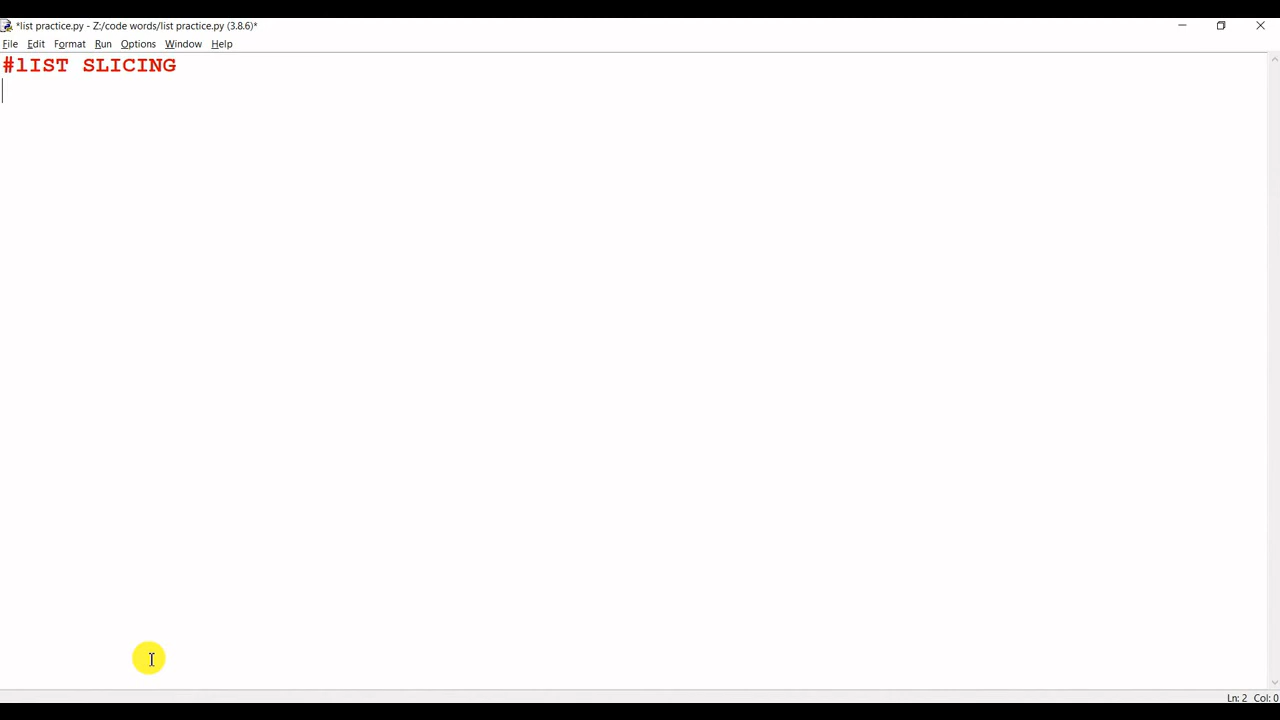 *list practice.py - Z:/code words/list practice.py (3.8.6)*
File Edit Format Run Options Window Help
#lIST SLICING
Ln: 2 Col: 0